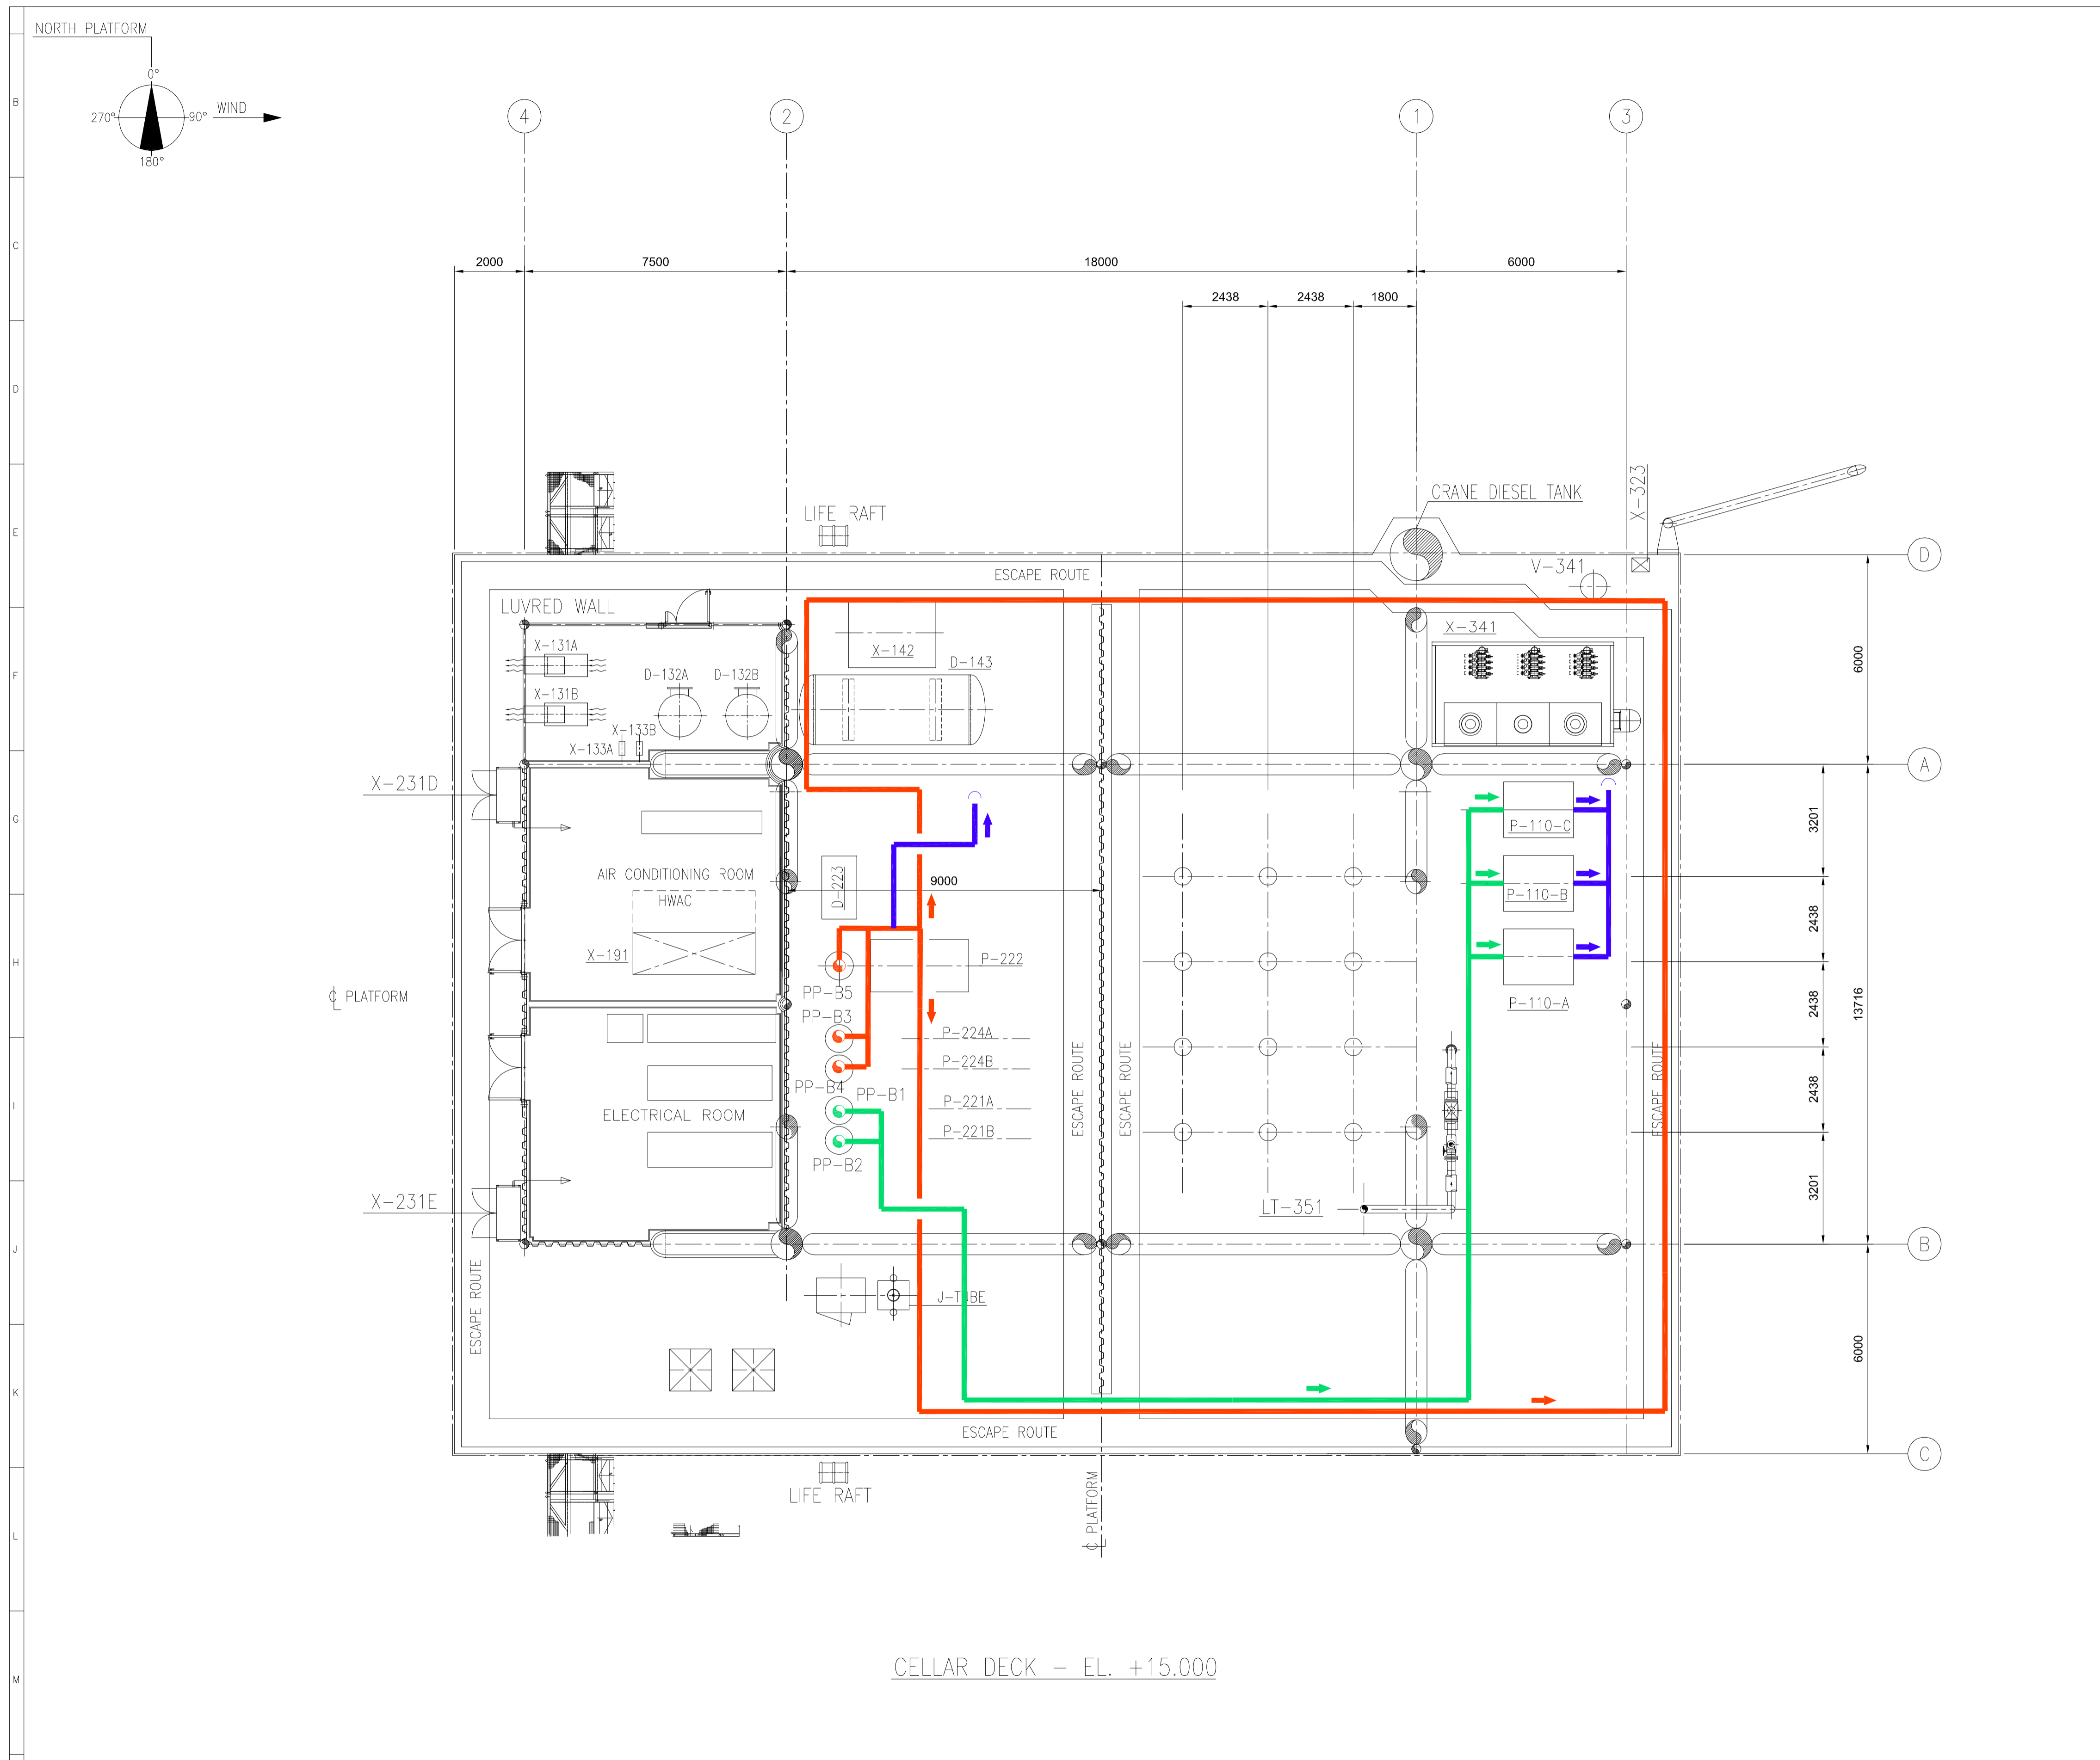 NORTH PLATFORM
0°
270°
90°
WIND
180°
B
C
D
E
F
G
H
I
J
K
L
M
4
2
1
3
2000
7500
18000
6000
2438
2438
1800
CRANE DIESEL TANK
X-323
LIFE RAFT
D
V-341
ESCAPE ROUTE
LUVRED WALL
X-341
X-131A
X-142
D-143
D-132A
D-132B
6000
X-131B
X-133B
X-133A
A
X-231D
P-110-C
3201
AIR CONDITIONING ROOM
HWAC
D-223
9000
P-110-B
2438
X-191
P-222
PP-B5
₵ PLATFORM
P-110-A
2438
13716
PP-B3
P-224A
P-224B
PP-B4
PP-B1
ESCAPE ROUTE
ESCAPE ROUTE
ESCAPE ROUTE
2438
P-221A
ELECTRICAL ROOM
P-221B
PP-B2
X-231E
LT-351
3201
B
ESCAPE ROUTE
J-TUBE
6000
ESCAPE ROUTE
C
LIFE RAFT
₵ PLATFORM
CELLAR DECK - EL. +15.000